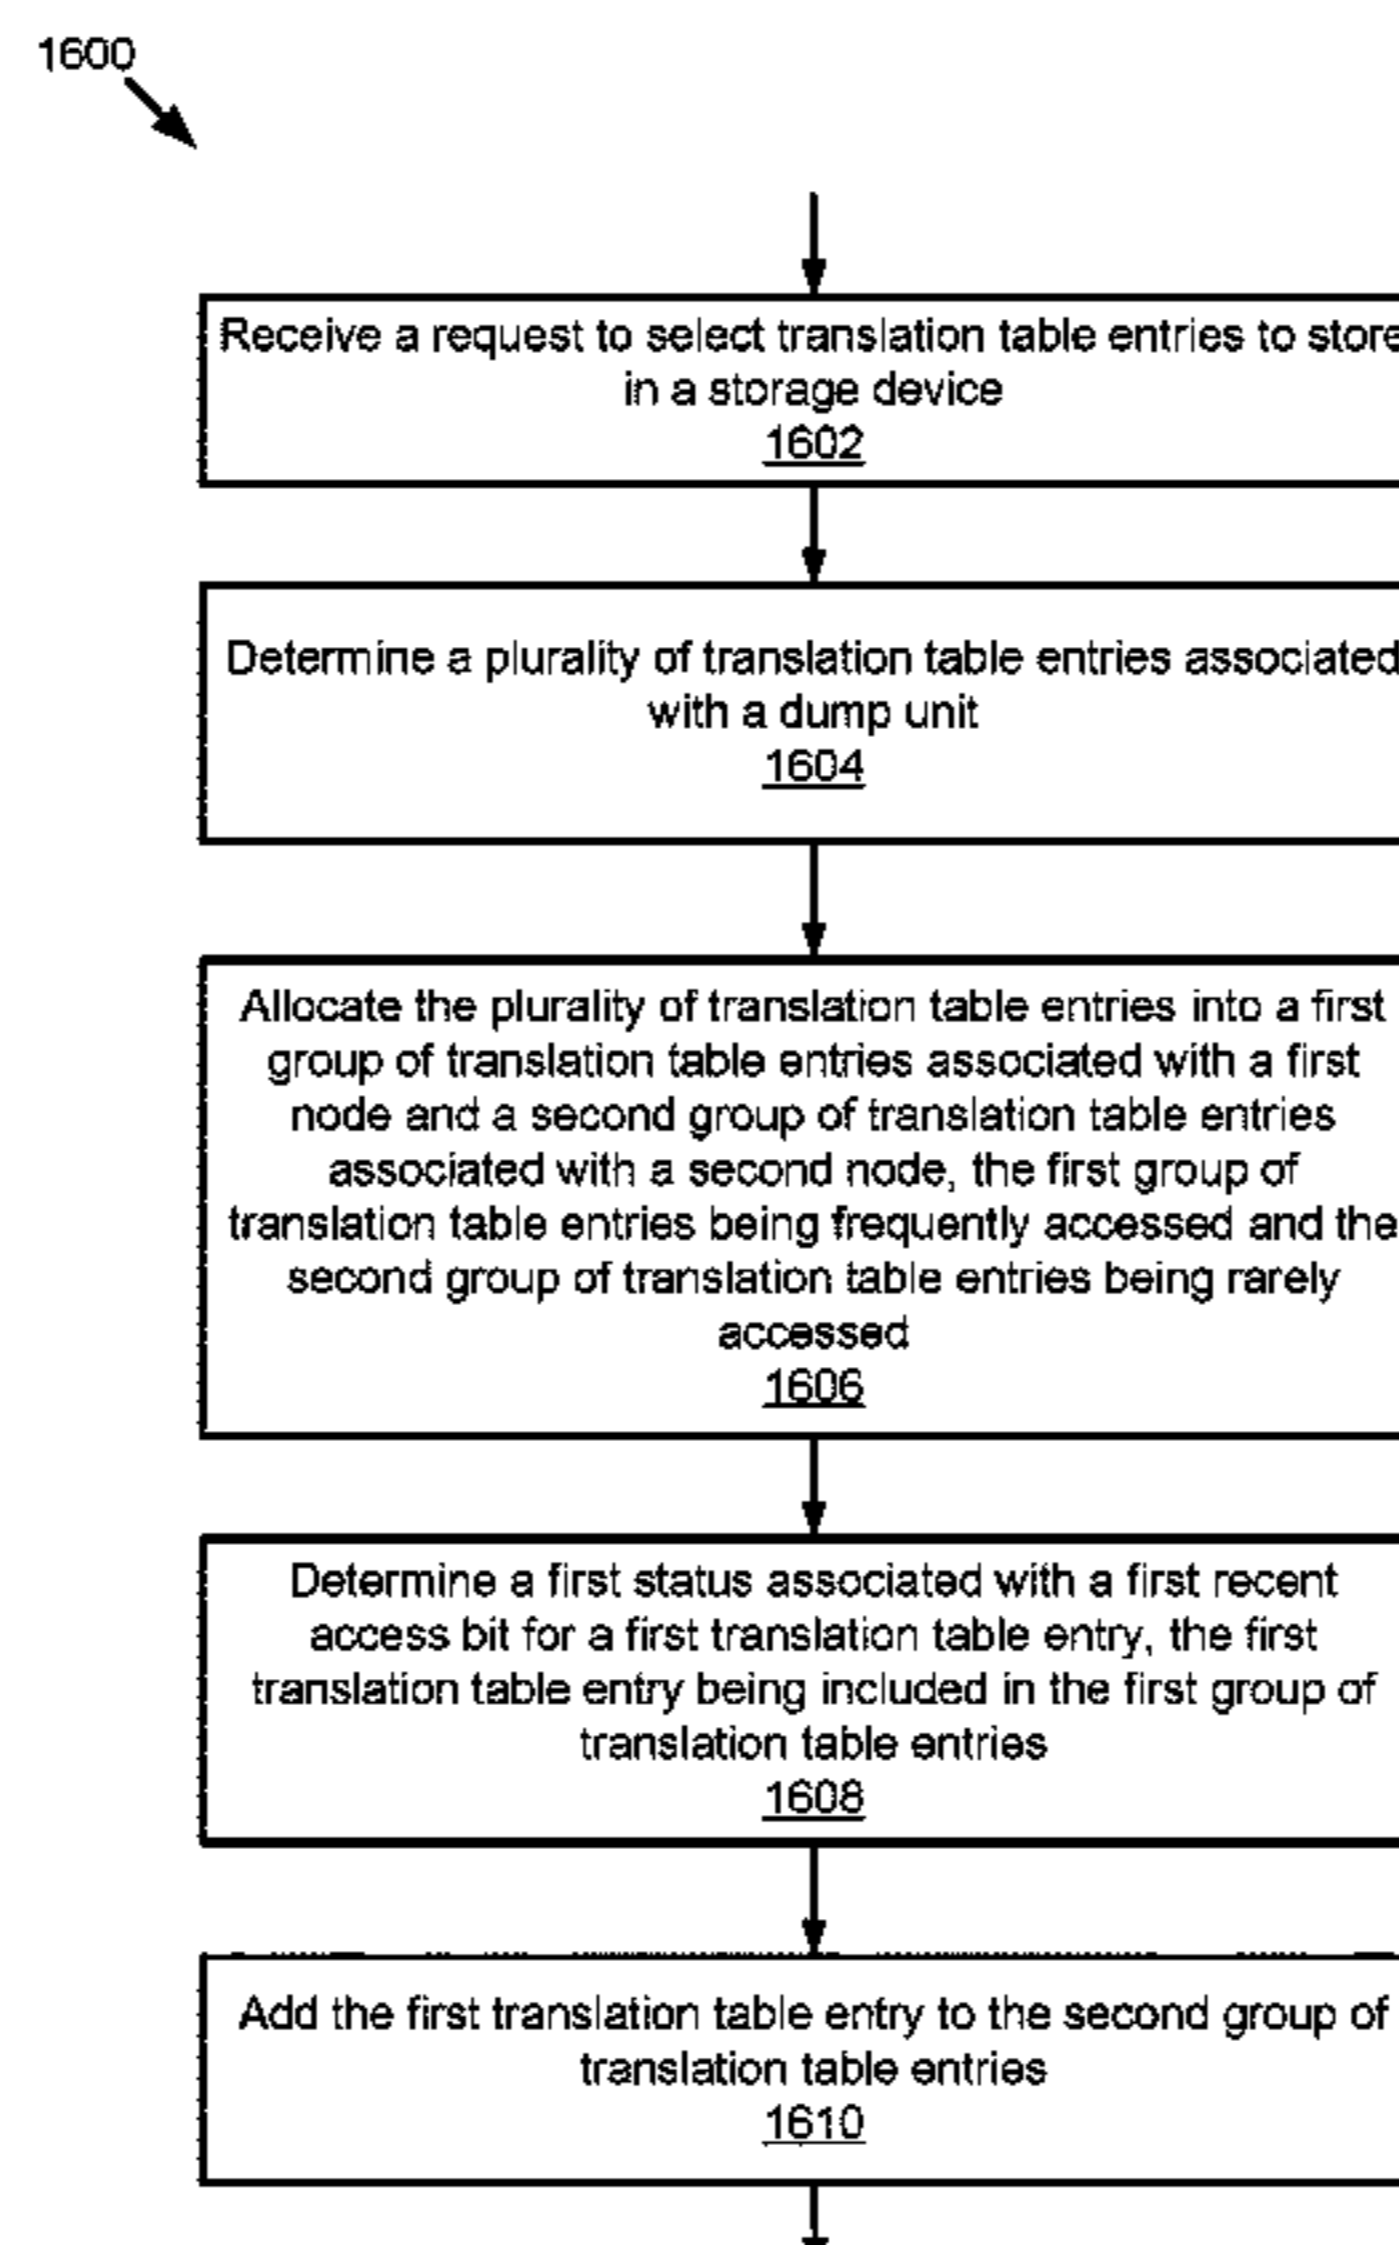 1600
Receive a request to select translation table entries to store
in a storage device
1602
Determine a plurality of translation table entries associated
with a dump unit
1604
Allocate the plurality of translation table entries into a first
group of translation table entries associated with a first
node and a second group of translation table entries
associated with a second node, the first group of
translation table entries being frequently accessed and the
second group of translation table entries being rarely
accessed
1606
Determine a first status associated with a first recent
access bit for a first translation table entry, the first
translation table entry being included in the first group of
translation table entries
1608
Add the first translation table entry to the second group of
translation table entries
1610